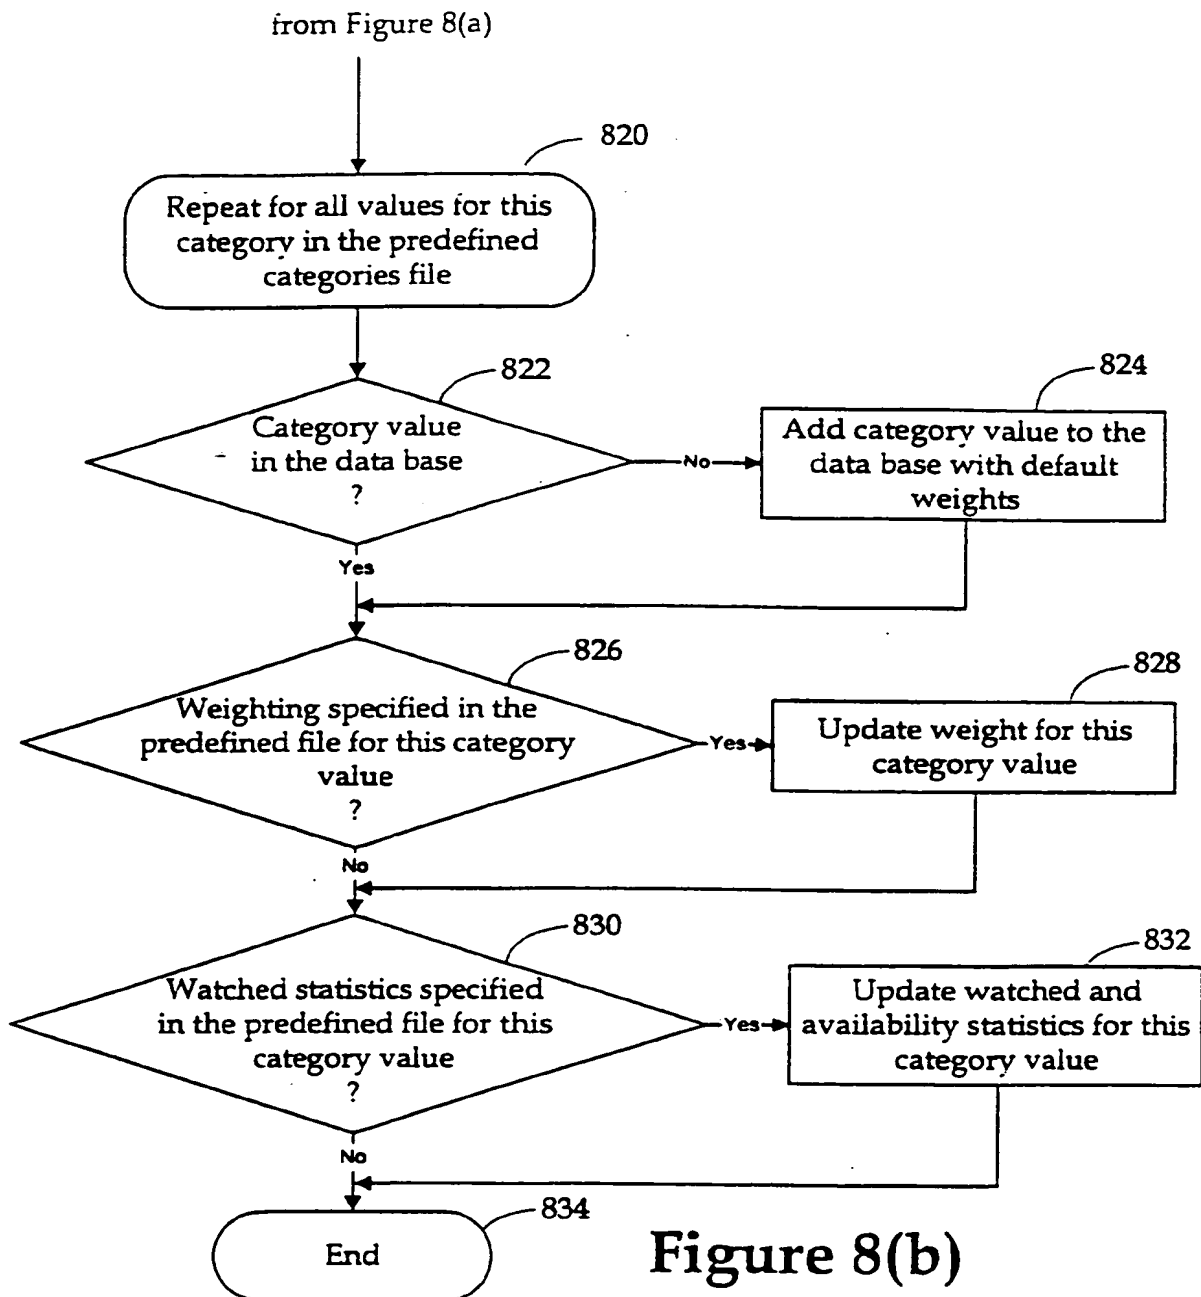 from Figure 8(a)
820
Repeat for all values for this
category in the predefined
categories file
822
Category value
in the data base
?
No
824
Add category value to the
data base with default
weights
Yes
826
Weighting specified in the
predefined file for this category
value
?
Yes
828
Update weight for this
category value
No
830
Watched statistics specified
in the predefined file for this
category value
?
Yes
832
Update watched and
availability statistics for this
category value
No
834
End
Figure 8(b)